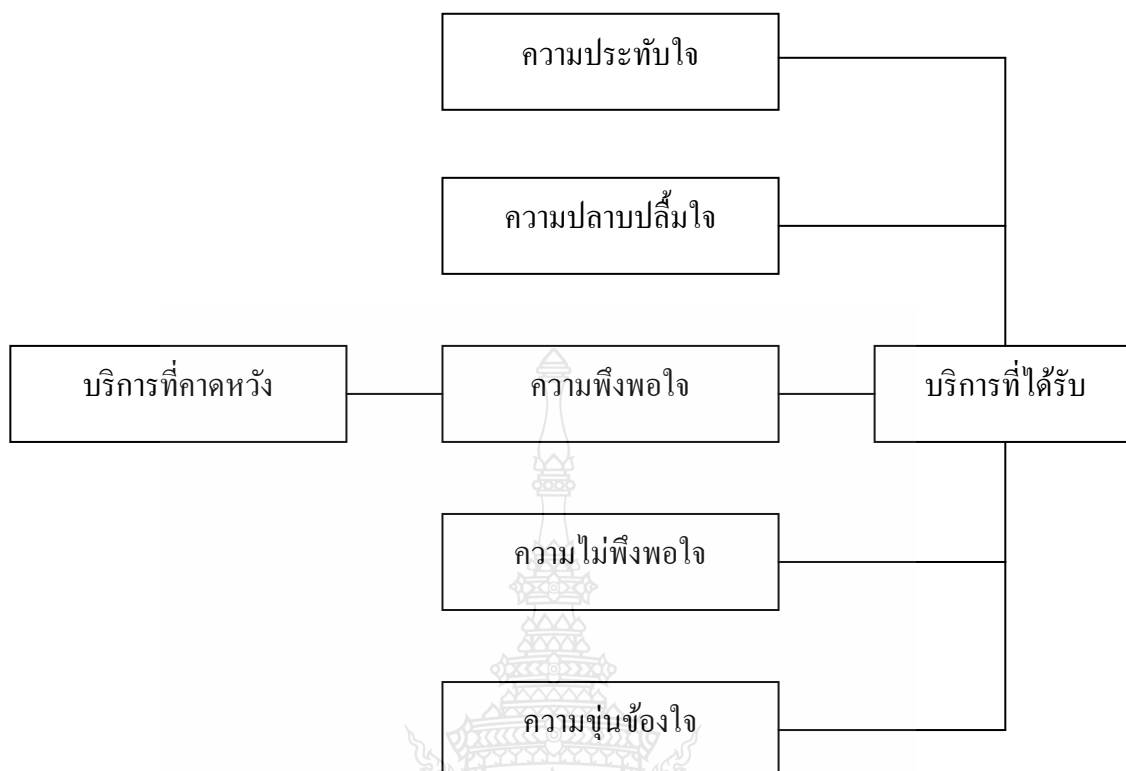 ความประทับใจ
ความปลาบปลื้มใจ
บริการที่คาดหวัง
ความพึงพอใจ
บริการที่ได้รับ
ความไม่พึงพอใจ
ความขุ่นข้องใจ